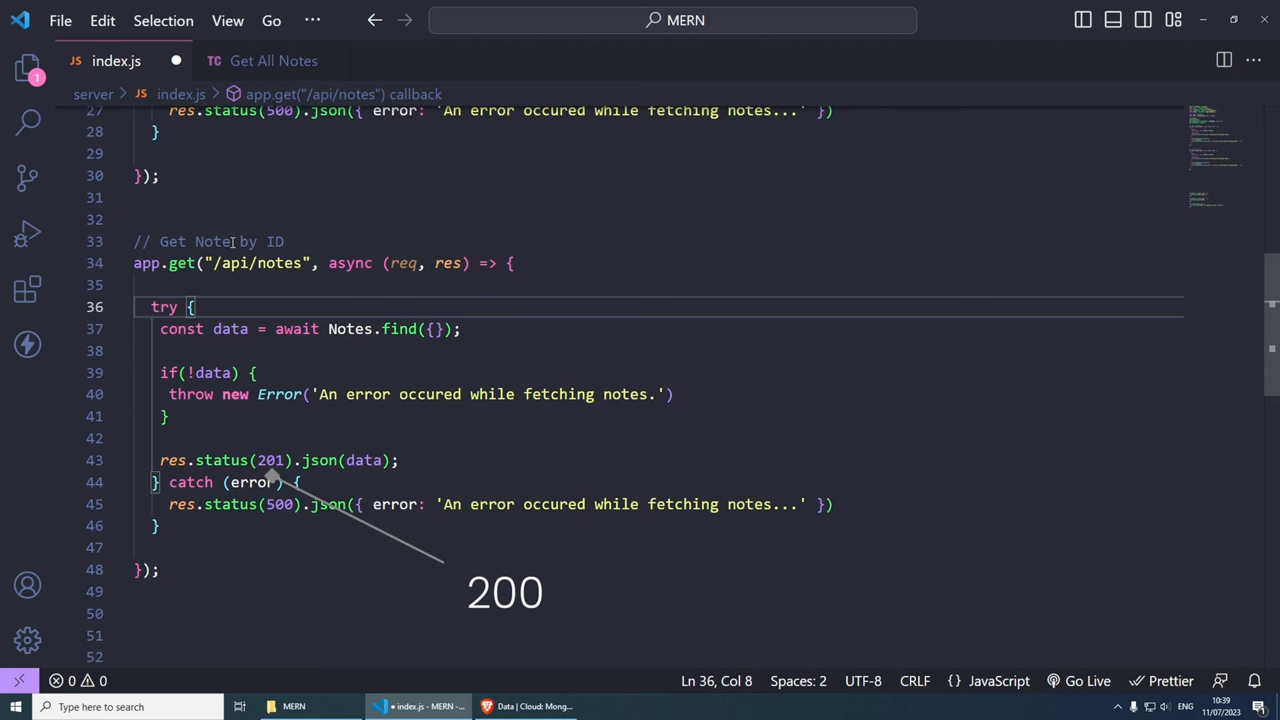 File Edit Selection View Go ··· MERN
1
JS index.js TC Get All Notes
server > JS index.js > app.get("/api/notes") callback
27 res.status(500).json({ error: 'An error occured while fetching notes...' })
28 }
29
30 });
31
32
33 // Get Note by ID
34 app.get("/api/notes", async (req, res) => {
35
36 try {
37 const data = await Notes.find({});
38
39 if(!data) {
40 throw new Error('An error occured while fetching notes.')
41 }
42
43 res.status(201).json(data);
44 } catch (error) {
45 res.status(500).json({ error: 'An error occured while fetching notes...' })
46 }
47
48 });
49
50
51
52
200
0 0 Ln 36, Col 8 Spaces: 2 UTF-8 CRLF {} JavaScript Go Live Prettier
Type here to search MERN • index.js - MERN -... Data | Cloud: Mong... 10:39
11/07/2023 1